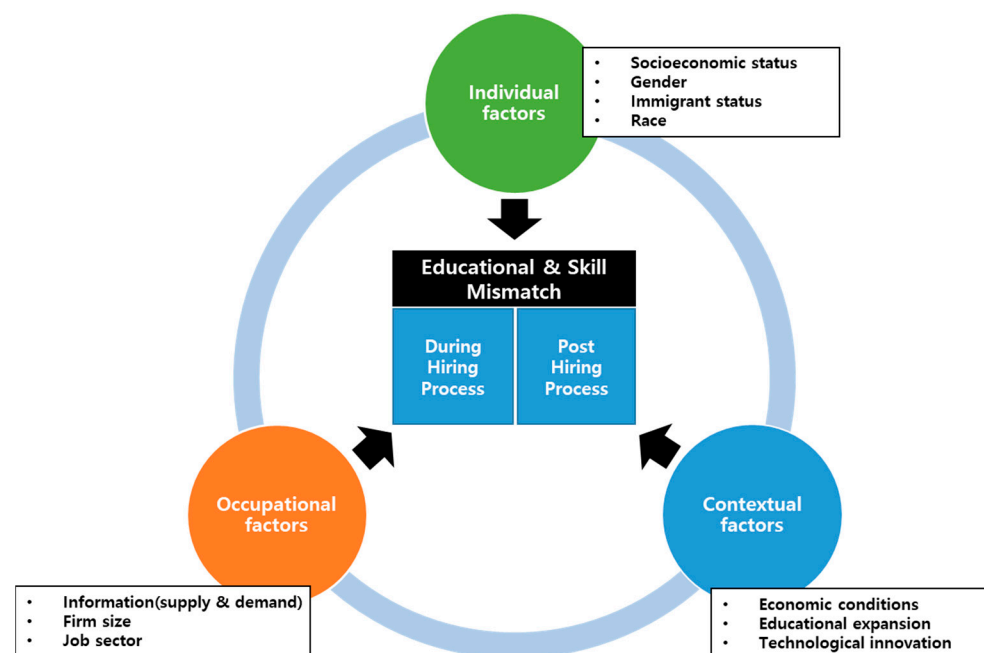 Individual
factors
• Socioeconomic status
• Gender
• Immigrant status
• Race
Educational & Skill
Mismatch
During
Hiring
Process
Post
Hiring
Process
Occupational
factors
Contextual
factors
• Information(supply & demand)
• Firm size
• Job sector
• Economic conditions
• Educational expansion
• Technological innovation